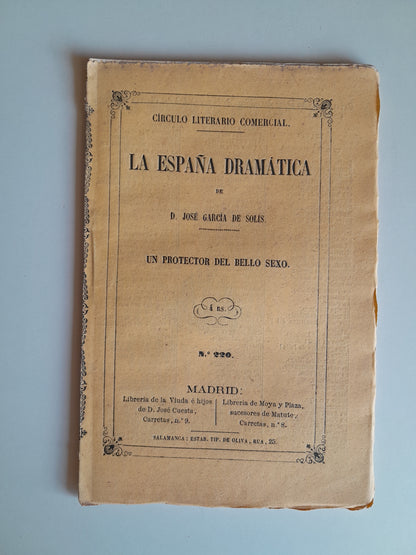 CÍRCULO LITERARIO COMERCIAL.
LA ESPAÑA DRAMÁTICA
DE
D. JOSÉ GARCÍA DE SOLÍS.
UN PROTECTOR DEL BELLO SEXO.
4 RS.
N.º 220.
MADRID:
Librería de la Viuda é hijos
de D. José Cuesta,
Carretas, n.º 9.
Librería de Moya y Plaza,
sucesores de Matute,
Carretas, n.º 8.
SALAMANCA: ESTAB. TIP. DE OLIVA, RUA, 25.